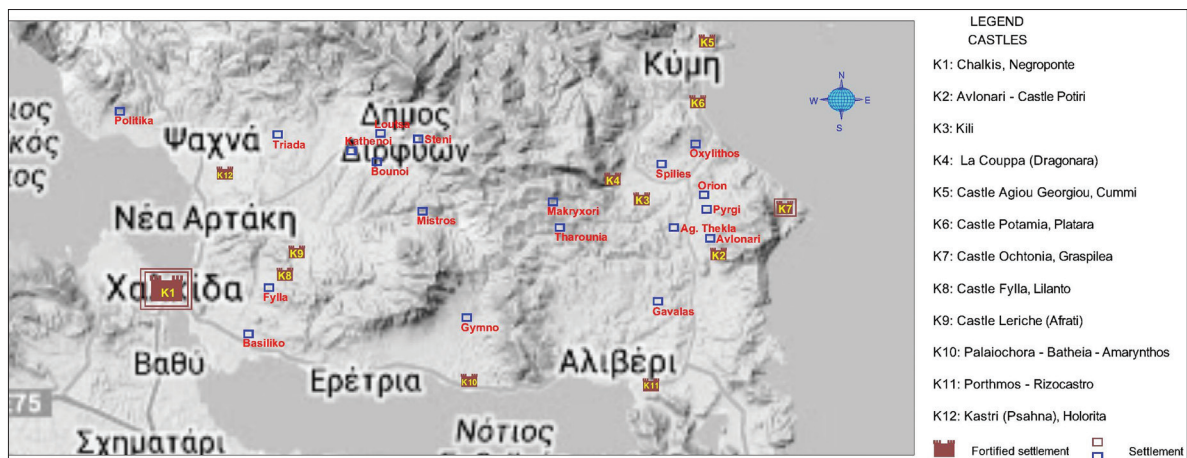 K5
Κύμη
N
W
E
S
K6
Politika
Ψαχνά
Triada
Δήμος
Loutsa
Kathenoi
Διρφύων
Steni
Bounoi
Oxylithos
Spilies
K12
K4
K3
Orion
Pyrgi
K7
Makryxori
Mistros
Νέα Αρτάκη
Tharounia
Ag. Thekla
Avlonari
K2
K9
K8
Χαλκίδα
K1
Fylla
Gavalas
Gymno
Basiliko
Βαθύ
Ερέτρια
Αλιβέρι
K10
K11
75
Σχηματάρι
Νότιος
LEGEND
CASTLES
K1: Chalkis, Negroponte
K2: Avlonari - Castle Potiri
K3: Kili
K4: La Couppa (Dragonara)
K5: Castle Agiou Georgiou, Cummi
K6: Castle Potamia, Platara
K7: Castle Ochtonia, Graspilea
K8: Castle Fylla, Lilanto
K9: Castle Leriche (Afrati)
K10: Palaiochora - Batheia - Amarynthos
K11: Porthmos - Rizocastro
K12: Kastri (Psahna), Holorita
Fortified settlement
Settlement